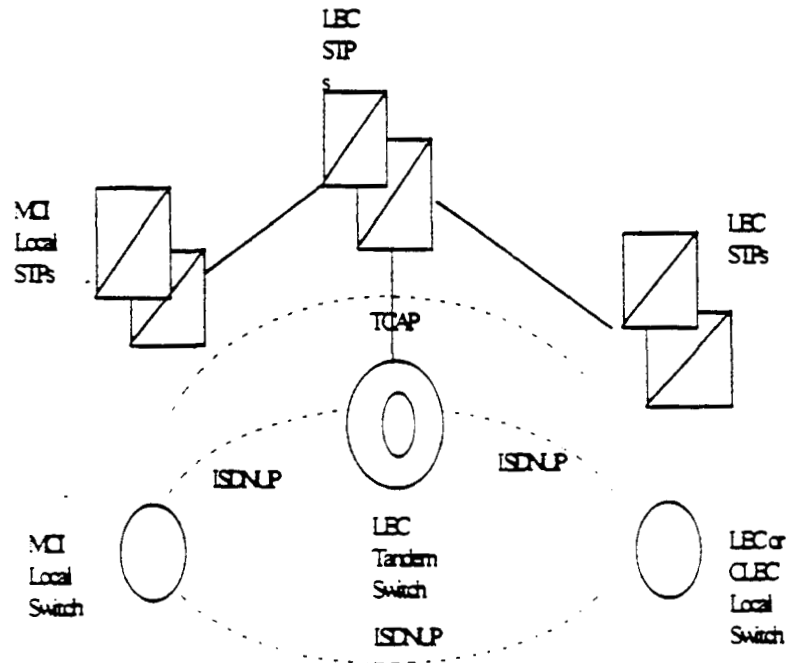 LEC
STP
s
MCI
Local
STPs
LEC
STPs
TCAP
ISDNUP
ISDNUP
MCI
Local
Switch
LEC
Tandem
Switch
LEC or
CLEC
Local
Switch
ISDNUP